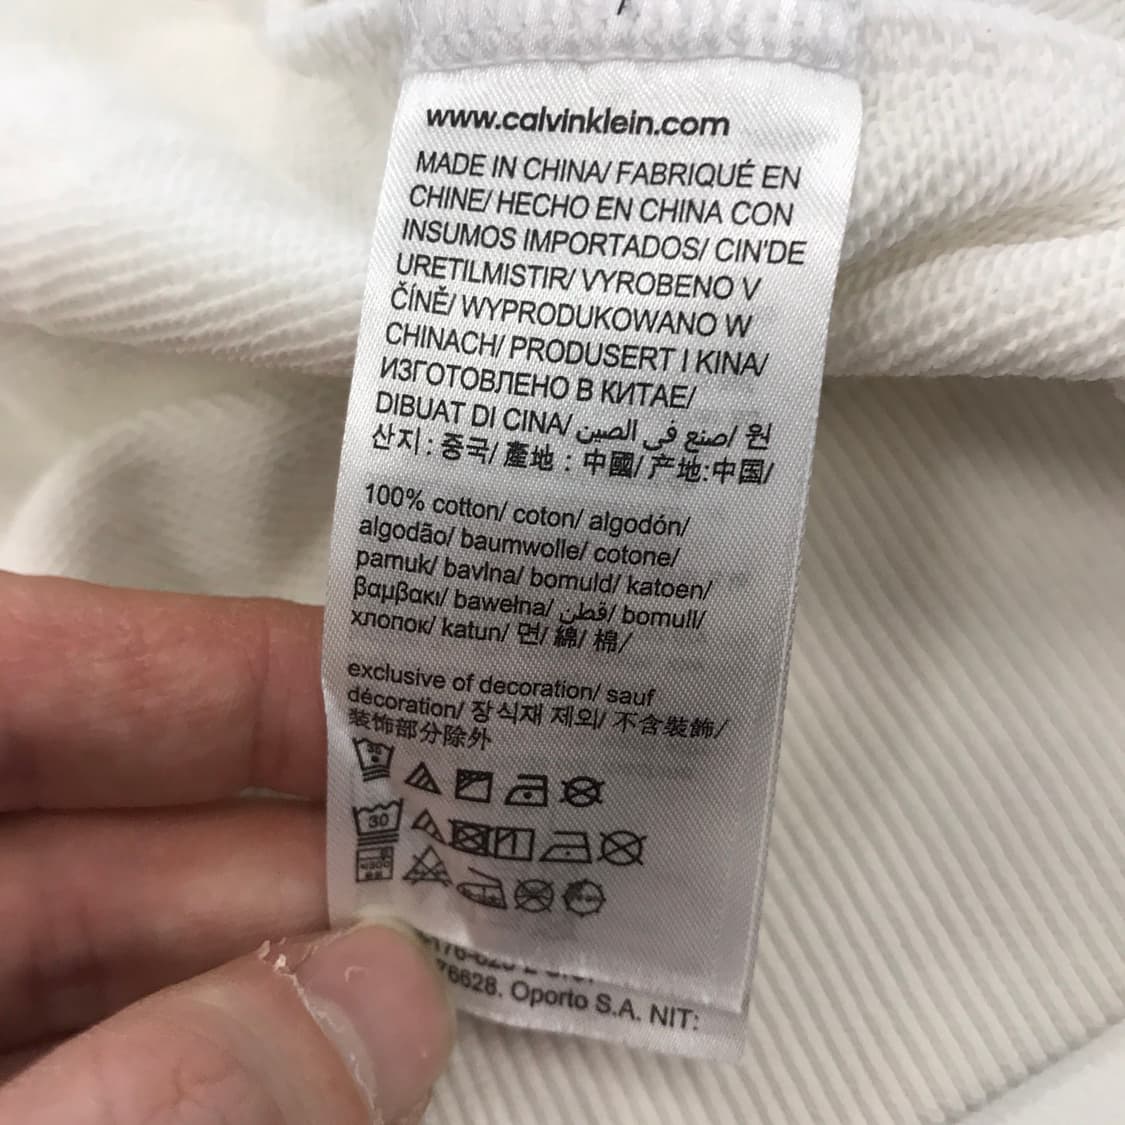 www.calvinklein.com
MADE IN CHINA/ FABRIQUÉ EN
CHINE/ HECHO EN CHINA CON
INSUMOS IMPORTADOS/ CIN'DE
URETILMISTIR/ VYROBENO V
ČÍNĚ/ WYPRODUKOWANO W
CHINACH/ PRODUSERT I KINA/
ИЗГОТОВЛЕНО В КИТАЕ/
DIBUAT DI CINA/ صنع في الصين/ 원
산지 : 중국/ 產地 : 中國/ 产地:中国/
100% cotton/ coton/ algodón/
algodão/ baumwolle/ cotone/
pamuk/ bavlna/ bomuld/ katoen/
βαμβακι/ bawełna/ قطن/ bomull/
хлопок/ katun/ 면/ 綿/ 棉/
exclusive of decoration/ sauf
décoration/ 장식재 제외/ 不含裝飾/
装饰部分除外
30
76628. Oporto S.A. NIT: